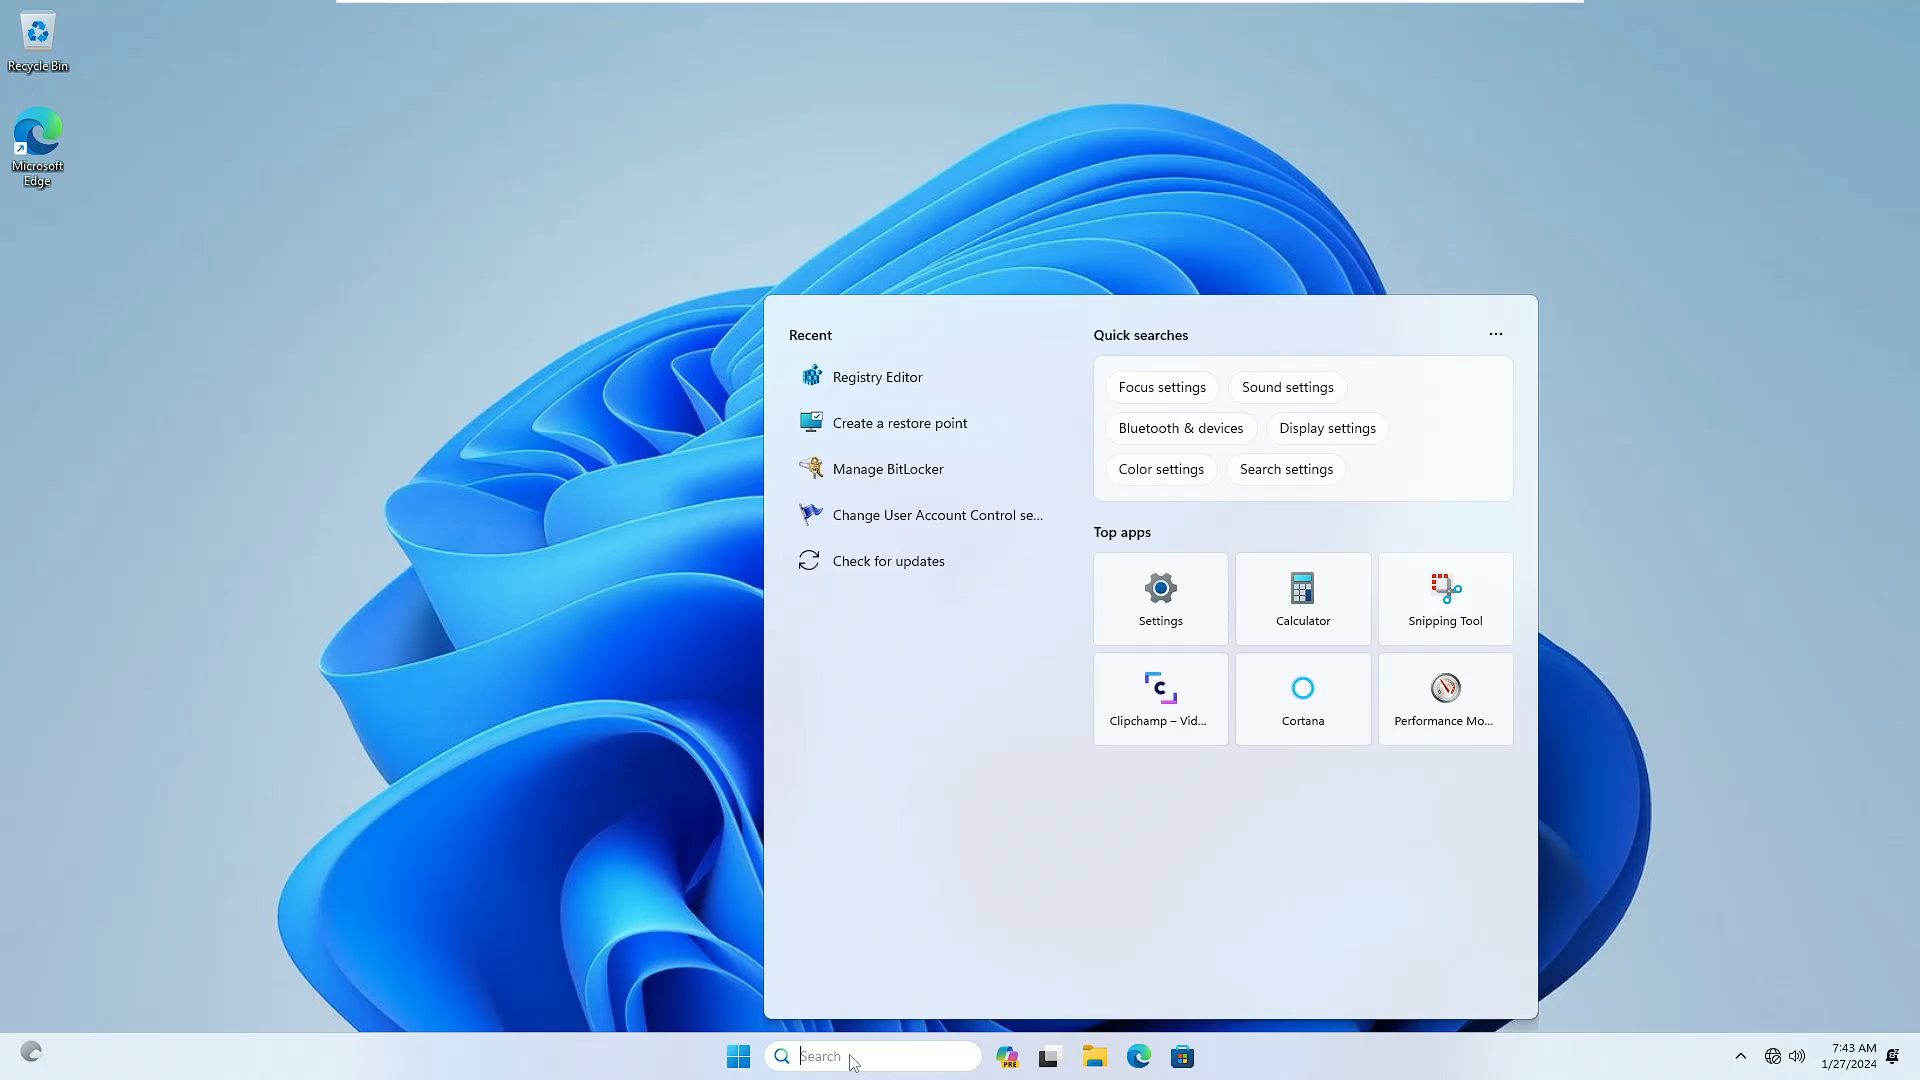 Recycle Bin
Microsoft
Edge
Recent
Registry Editor
Create a restore point
Manage BitLocker
Change User Account Control se...
Check for updates
Quick searches
Focus settings
Sound settings
Bluetooth & devices
Display settings
Color settings
Search settings
Top apps
Settings
Calculator
Snipping Tool
Clipchamp – Vid...
Cortana
Performance Mo...
Search
PRE
7:43 AM
1/27/2024